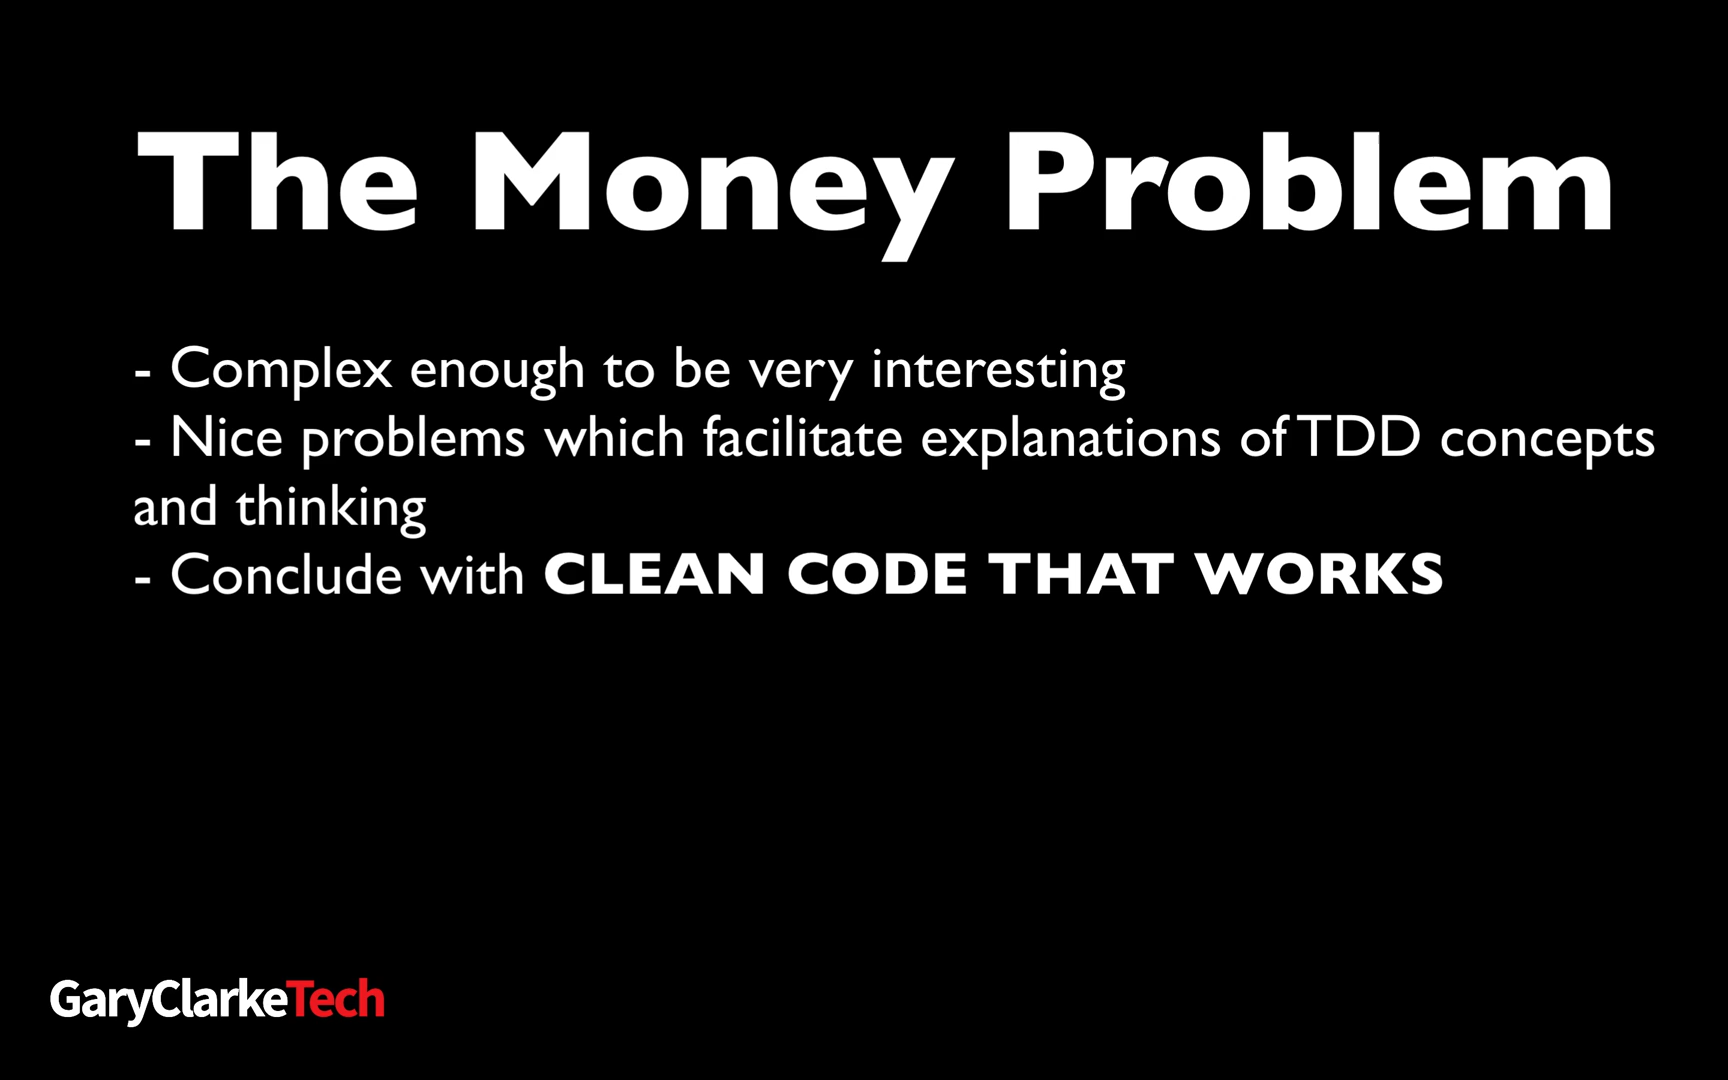 The Money Problem
- Complex enough to be very interesting
- Nice problems which facilitate explanations of TDD concepts
and thinking
- Conclude with CLEAN CODE THAT WORKS
GaryClarkeTech